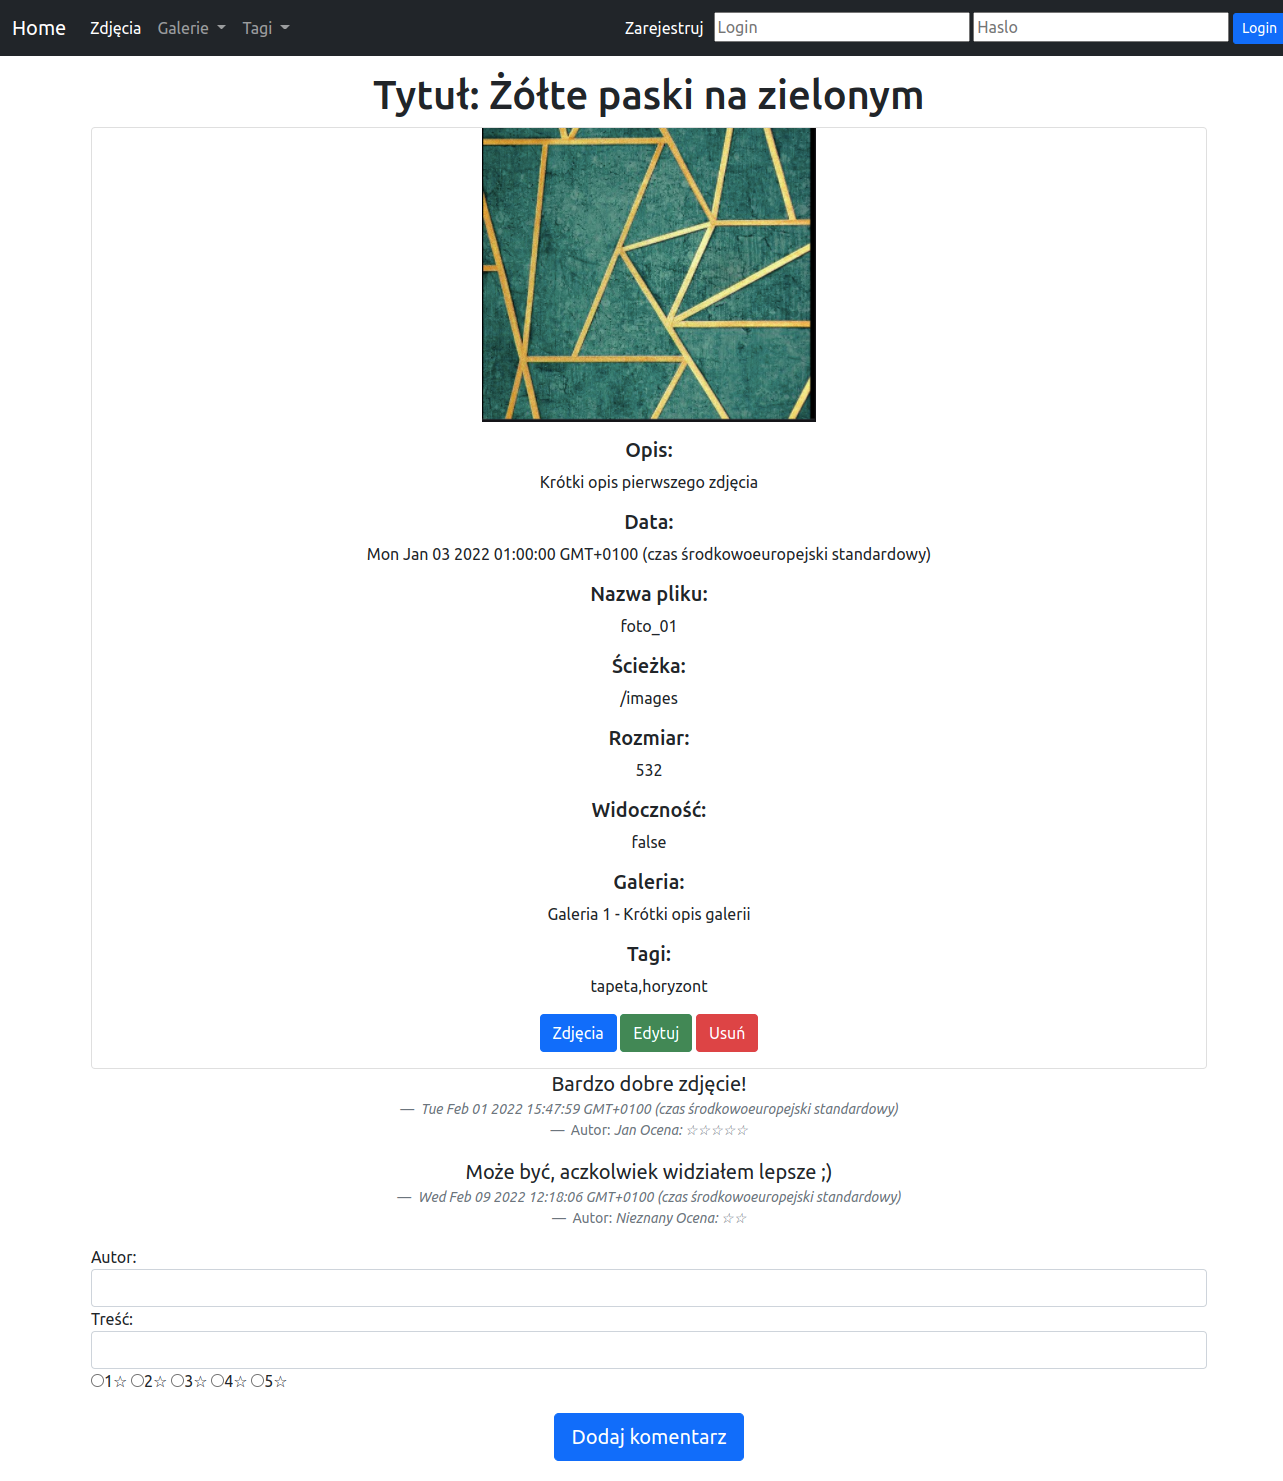 Home Zdjęcia Galerie Tagi Zarejestruj Login Haslo Login
Tytuł: Żółte paski na zielonym
Opis:
Krótki opis pierwszego zdjęcia
Data:
Mon Jan 03 2022 01:00:00 GMT+0100 (czas środkowoeuropejski standardowy)
Nazwa pliku:
foto_01
Ścieżka:
/images
Rozmiar:
532
Widoczność:
false
Galeria:
Galeria 1 - Krótki opis galerii
Tagi:
tapeta,horyzont
Zdjęcia Edytuj Usuń
Bardzo dobre zdjęcie!
— Tue Feb 01 2022 15:47:59 GMT+0100 (czas środkowoeuropejski standardowy)
— Autor: Jan Ocena: ☆☆☆☆☆
Może być, aczkolwiek widziałem lepsze ;)
— Wed Feb 09 2022 12:18:06 GMT+0100 (czas środkowoeuropejski standardowy)
— Autor: Nieznany Ocena: ☆☆
Autor:
Treść:
1☆ 2☆ 3☆ 4☆ 5☆
Dodaj komentarz